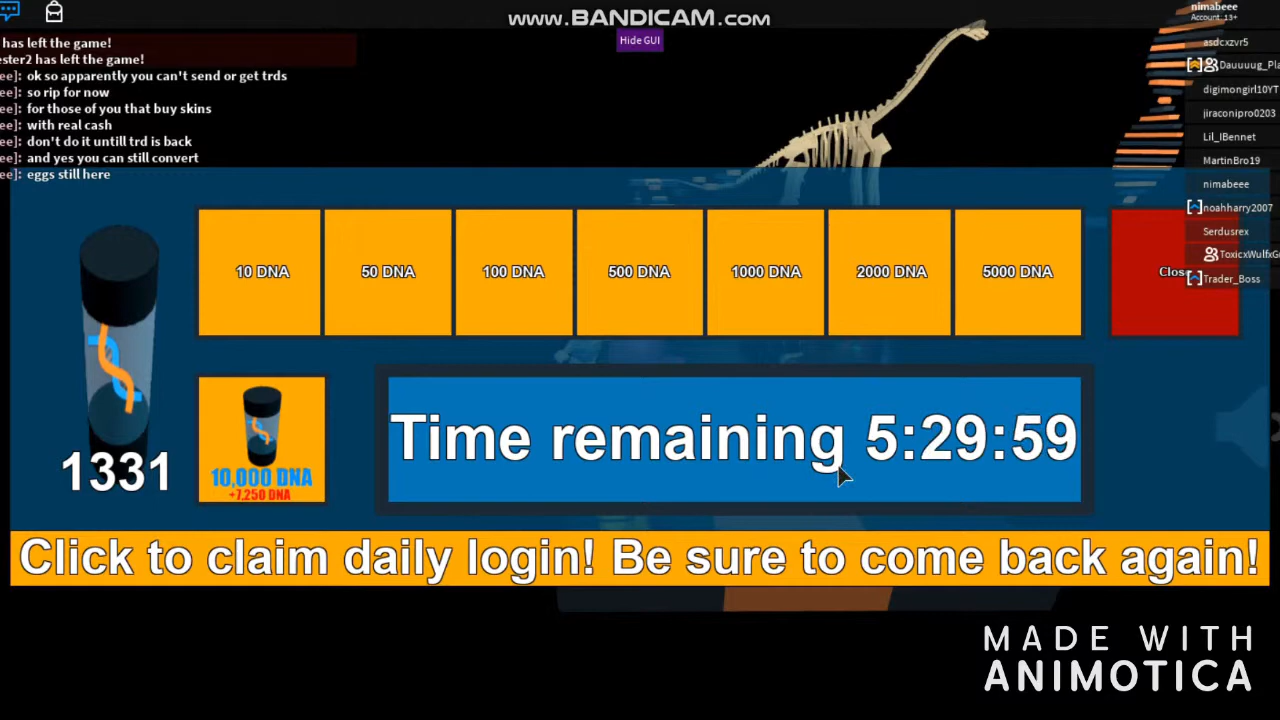 www.BANDICAM.com
Hide GUI
has left the game!
ester2 has left the game!
ee]: ok so apparently you can't send or get trds
ee]: so rip for now
ee]: for those of you that buy skins
ee]: with real cash
ee]: don't do it untill trd is back
ee]: and yes you can still convert
ee]: eggs still here
nimabeee
Account: 13+
asdcxzvr5
Dauuuug_Pla
digimongirl10YT
jiraconipro0203
Lil_IBennet
MartinBro19
nimabeee
noahharry2007
Serdusrex
ToxicxWulfxG
Trader_Boss
10 DNA
50 DNA
100 DNA
500 DNA
1000 DNA
2000 DNA
5000 DNA
Close
1331
10,000 DNA
+7,250 DNA
Time remaining 5:29:59
Click to claim daily login! Be sure to come back again!
MADE WITH
ANIMOTICA